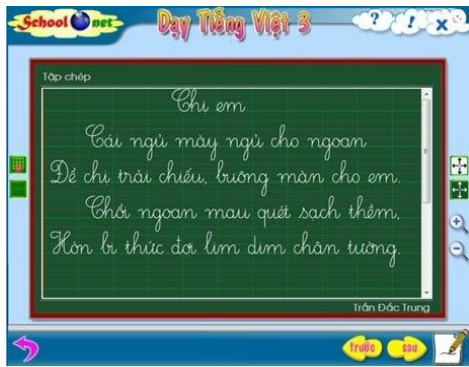 School net
Dạy Tiếng Việt 3
? ! x
Tập chép
Chị em
Cái ngủ mày ngủ cho ngoan
Để chị trải chiếu, buông màn cho em.
Chổi ngoan mau quét sạch thềm,
Hòn bi thức đợi lim dim chân tường.
Trần Đắc Trung
trước
sau